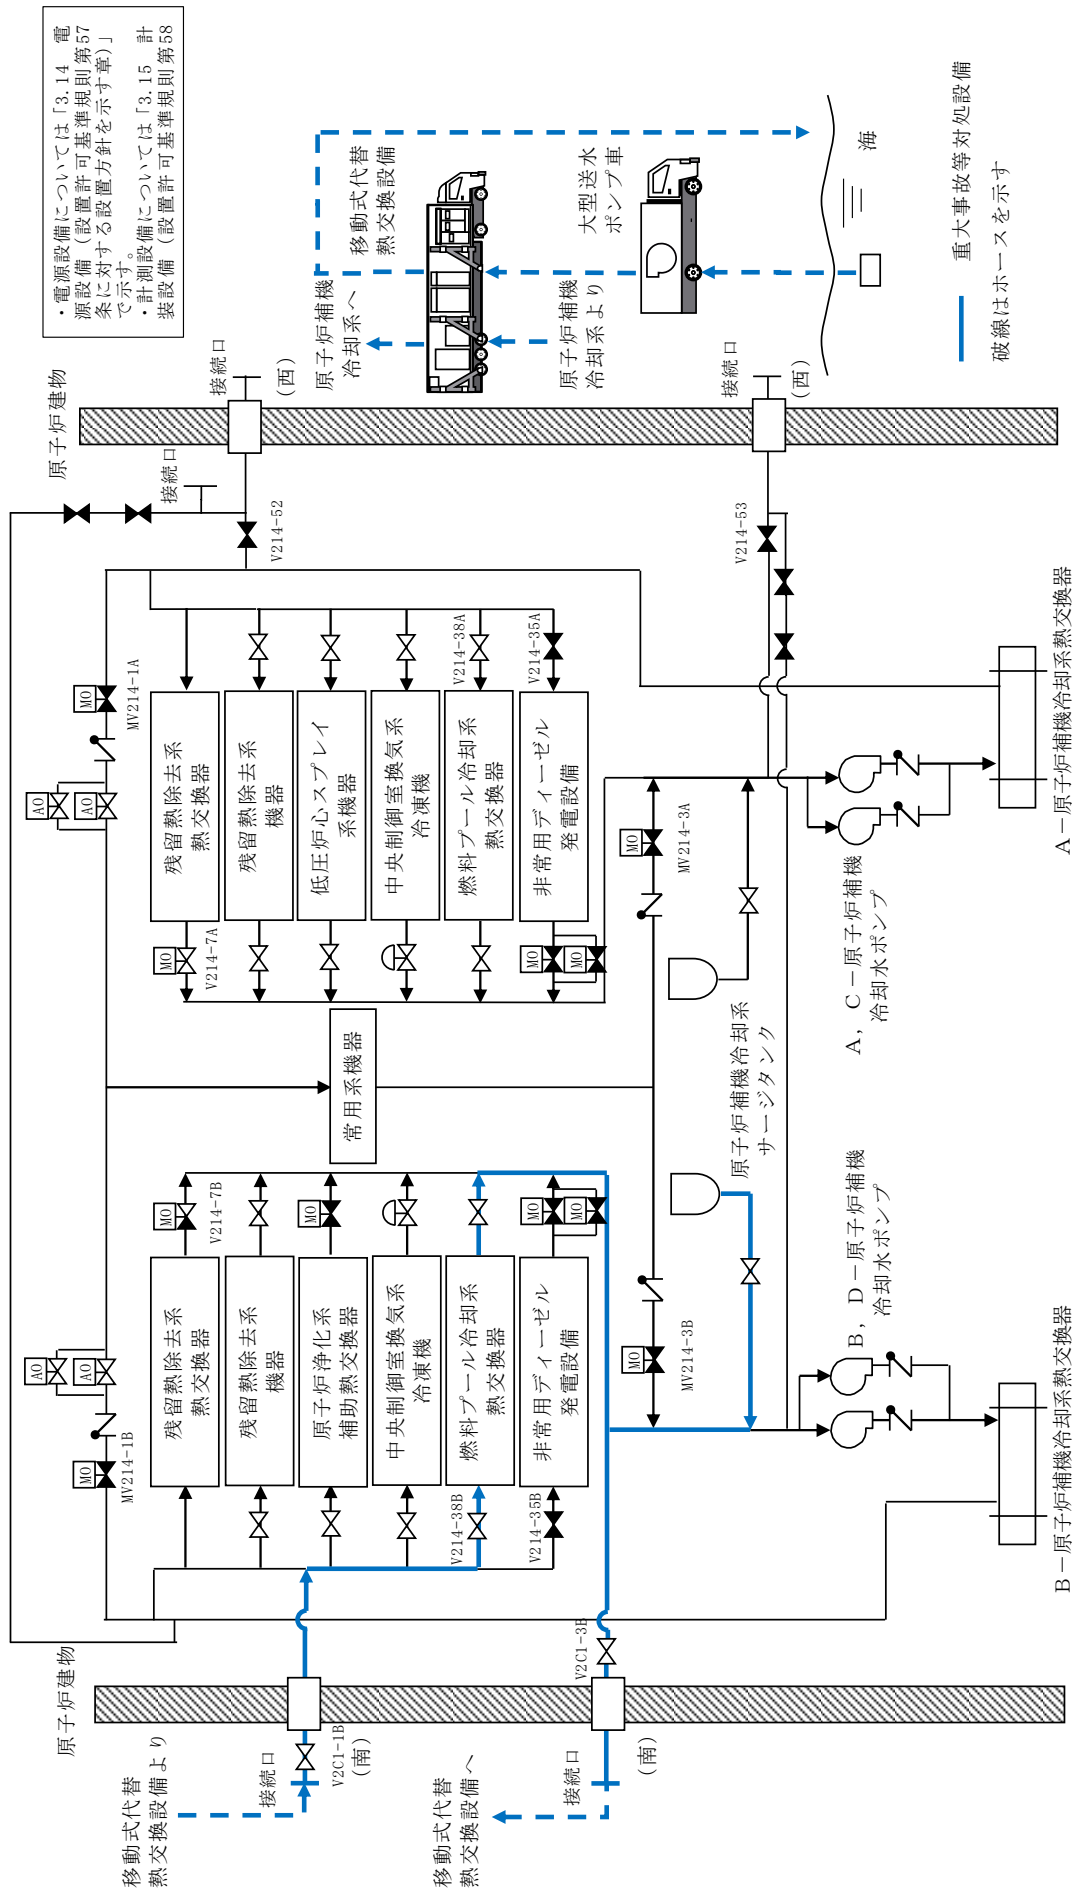 ・電源設備については「3.14　電
源設備（設置許可基準規則第57
条に対する設置方針を示す章）」
で示す。
・計測設備については「3.15　計
装設備（設置許可基準規則第58
移動式代替
熱交換設備より
接続口
V2C1-1B
(南)
移動式代替
熱交換設備へ
接続口
(南)
V2C1-3B
原子炉建物
MO
MV214-1B
AO
AO
残留熱除去系
熱交換器
MO
V214-7B
残留熱除去系
機器
原子炉浄化系
補助熱交換器
MO
中央制御室換気系
冷凍機
V214-38B
燃料プール冷却系
熱交換器
V214-35B
非常用ディーゼル
発電設備
MO
MO
MO
MV214-3B
B，D－原子炉補機
冷却水ポンプ
B－原子炉補機冷却系熱交換器
常用系機器
原子炉補機冷却系
サージタンク
AO
AO
MO
MV214-1A
MO
V214-7A
残留熱除去系
熱交換器
残留熱除去系
機器
低圧炉心スプレイ
系機器
中央制御室換気系
冷凍機
燃料プール冷却系
熱交換器
V214-38A
MO
MO
非常用ディーゼル
発電設備
V214-35A
MO
MV214-3A
A，C－原子炉補機
冷却水ポンプ
A－原子炉補機冷却系熱交換器
原子炉建物
接続口
V214-52
接続口
(西)
V214-53
接続口
(西)
原子炉補機
冷却系へ
移動式代替
熱交換設備
原子炉補機
冷却系より
大型送水
ポンプ車
海
重大事故等対処設備
破線はホースを示す